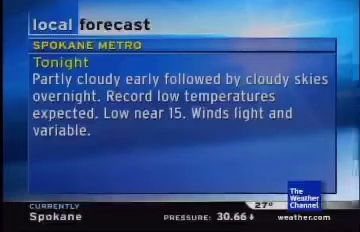 local forecast
SPOKANE METRO
Tonight
Partly cloudy early followed by cloudy skies
overnight. Record low temperatures
expected. Low near 15. Winds light and
variable.
CURRENTLY
Spokane
27°
PRESSURE: 30.66
The
Weather
Channel
weather.com